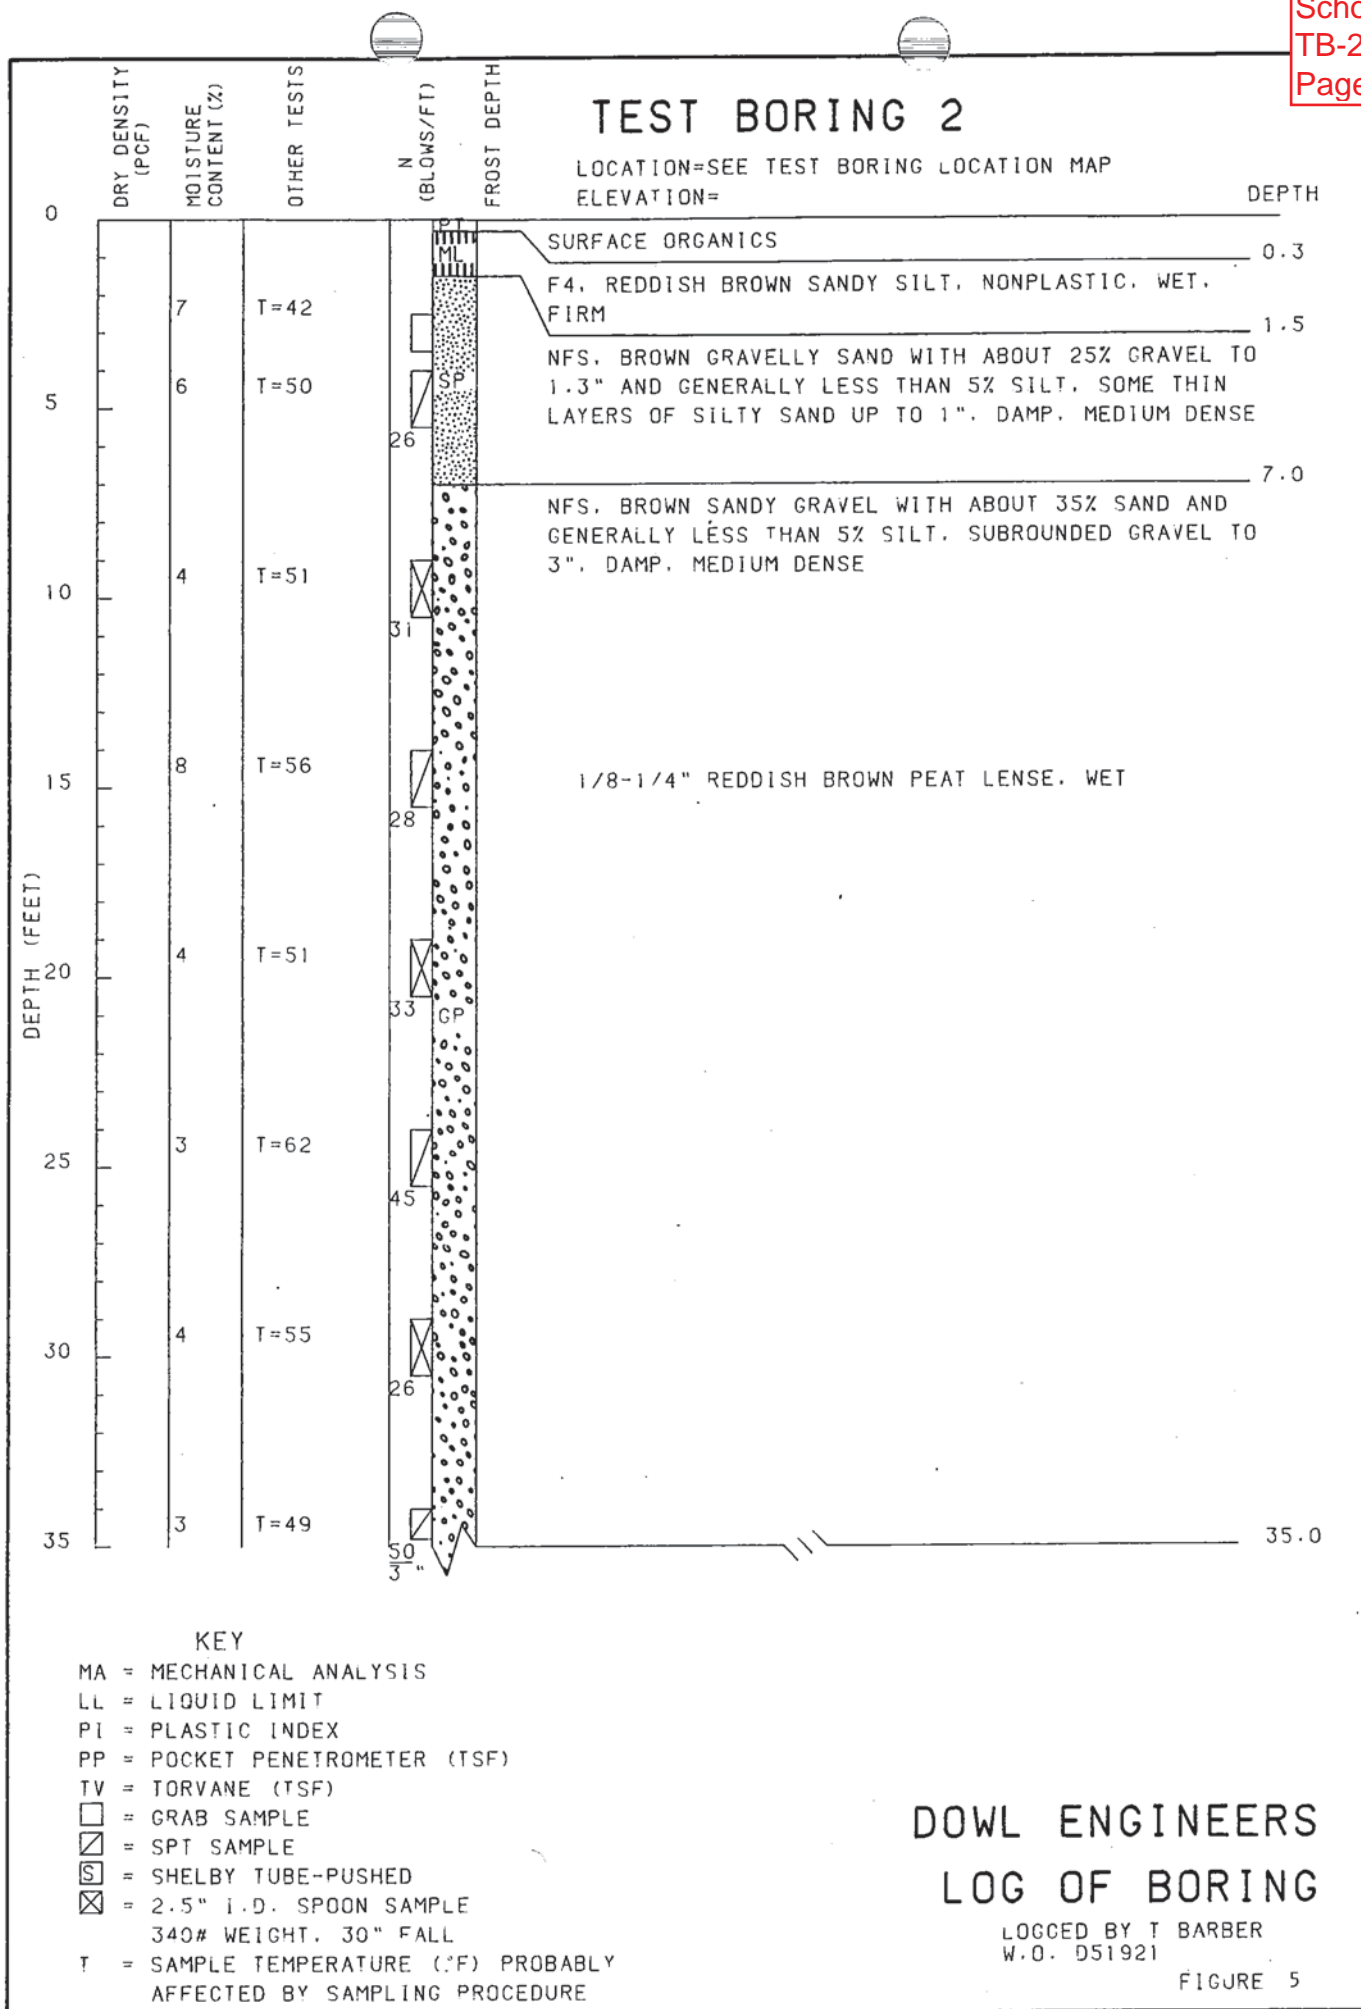 Scho
TB-2
Page
TEST BORING 2
LOCATION=SEE TEST BORING LOCATION MAP
ELEVATION=
DEPTH
DRY DENSITY
(PCF)
MOISTURE
CONTENT(%)
OTHER TESTS
N
(BLOWS/FT)
FROST DEPTH
DEPTH (FEET)
0
PT
SURFACE ORGANICS
0.3
ML
F4. REDDISH BROWN SANDY SILT. NONPLASTIC. WET.
FIRM
1.5
7 T=42
NFS. BROWN GRAVELLY SAND WITH ABOUT 25% GRAVEL TO
1.3" AND GENERALLY LESS THAN 5% SILT. SOME THIN
LAYERS OF SILTY SAND UP TO 1". DAMP. MEDIUM DENSE
6 T=50 SP
5
26
7.0
NFS. BROWN SANDY GRAVEL WITH ABOUT 35% SAND AND
GENERALLY LESS THAN 5% SILT. SUBROUNDED GRAVEL TO
3". DAMP. MEDIUM DENSE
4 T=51
10
31
15 8 T=56
1/8-1/4" REDDISH BROWN PEAT LENSE. WET
28
4 T=51
20
33 GP
3 T=62
25
45
4 T=55
30
26
3 T=49
35
35.0
50
3"
KEY
MA = MECHANICAL ANALYSIS
LL = LIQUID LIMIT
PI = PLASTIC INDEX
PP = POCKET PENETROMETER (TSF)
TV = TORVANE (TSF)
= GRAB SAMPLE
= SPT SAMPLE
S = SHELBY TUBE-PUSHED
= 2.5" I.D. SPOON SAMPLE
340# WEIGHT. 30" FALL
T = SAMPLE TEMPERATURE (°F) PROBABLY
AFFECTED BY SAMPLING PROCEDURE
DOWL ENGINEERS
LOG OF BORING
LOGGED BY T BARBER
W.O. D51921
FIGURE 5